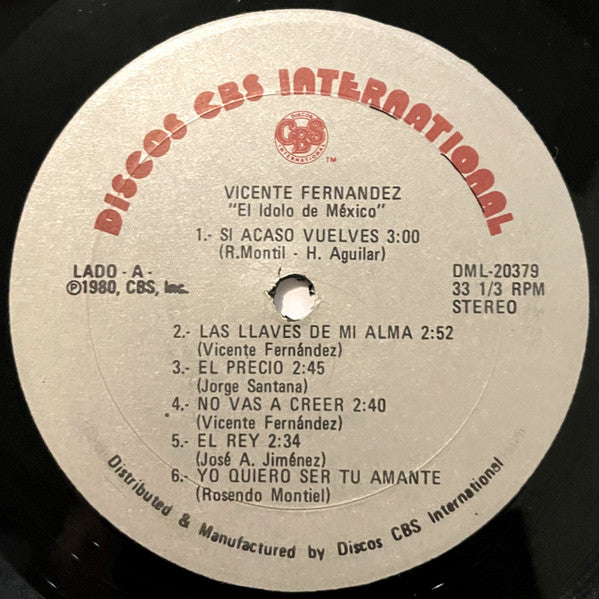 DISCOS CBS INTERNATIONAL
DISCOS
CBS
INTERNATIONAL
TM
VICENTE FERNANDEZ
"El Idolo de México"
1.- SI ACASO VUELVES 3:00
(R.Montil - H. Aguilar)
LADO - A -
Ⓟ1980, CBS, Inc.
DML-20379
33 1/3 RPM
STEREO
2.- LAS LLAVES DE MI ALMA 2:52
(Vicente Fernández)
3.- EL PRECIO 2:45
(Jorge Santana)
4.- NO VAS A CREER 2:40
(Vicente Fernández)
5.- EL REY 2:34
(José A. Jiménez)
6.- YO QUIERO SER TU AMANTE
(Rosendo Montiel)
Distributed & Manufactured by Discos CBS International